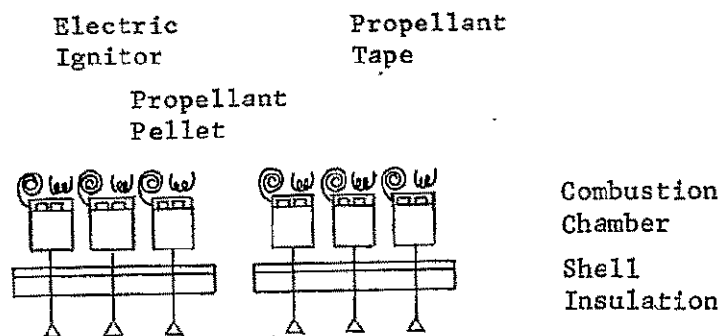 Electric
Ignitor
Propellant
Tape
Propellant
Pellet
Combustion
Chamber
Shell
Insulation